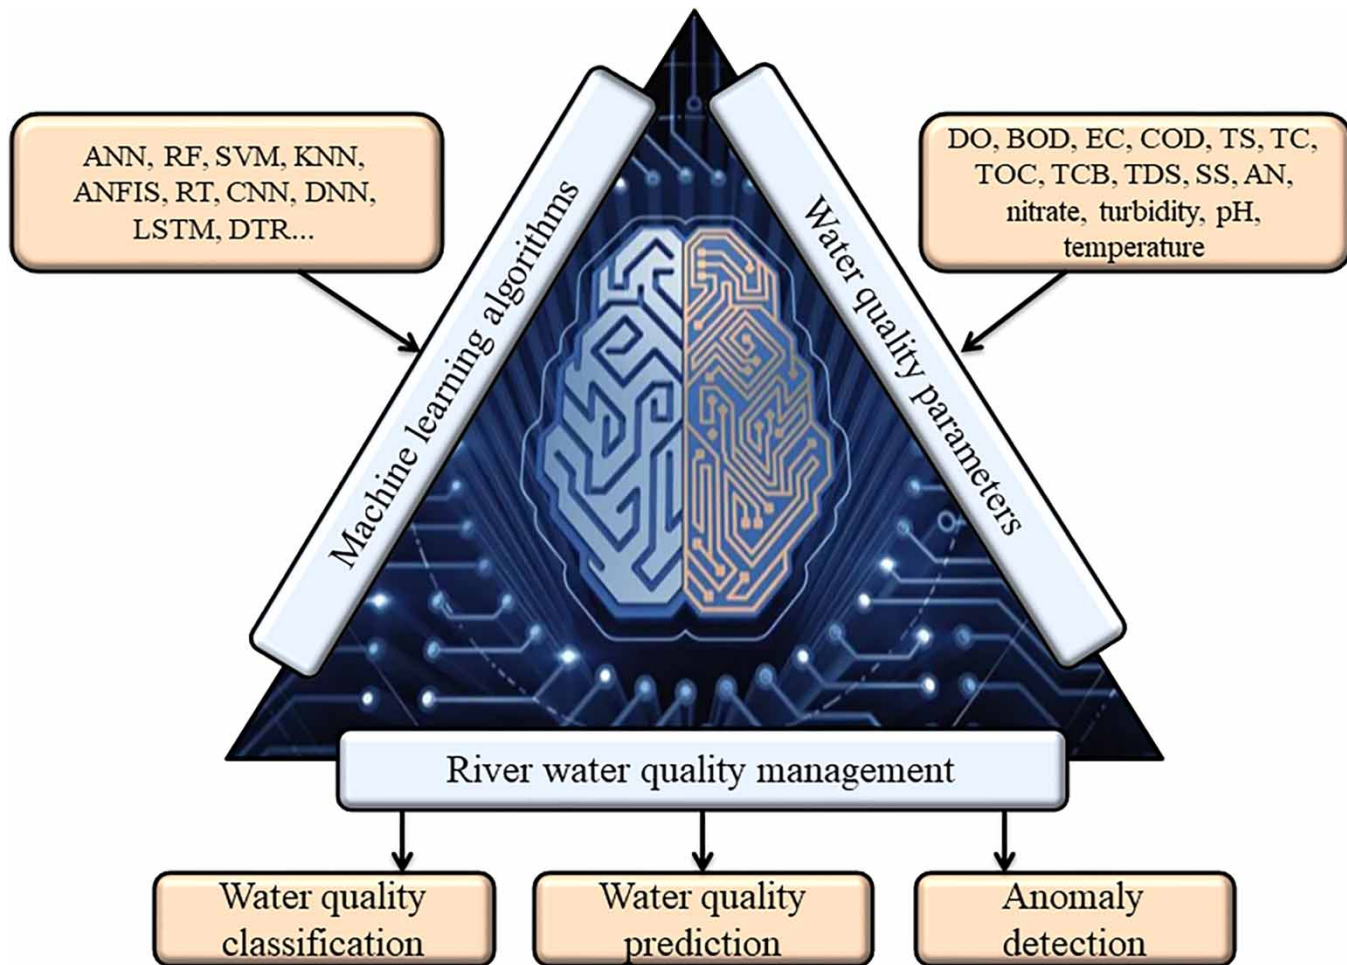 ANN, RF, SVM, KNN,
ANFIS, RT, CNN, DNN,
LSTM, DTR...
Machine learning algorithms
DO, BOD, EC, COD, TS, TC,
TOC, TCB, TDS, SS, AN,
nitrate, turbidity, pH,
temperature
Water quality parameters
River water quality management
Water quality
classification
Water quality
prediction
Anomaly
detection